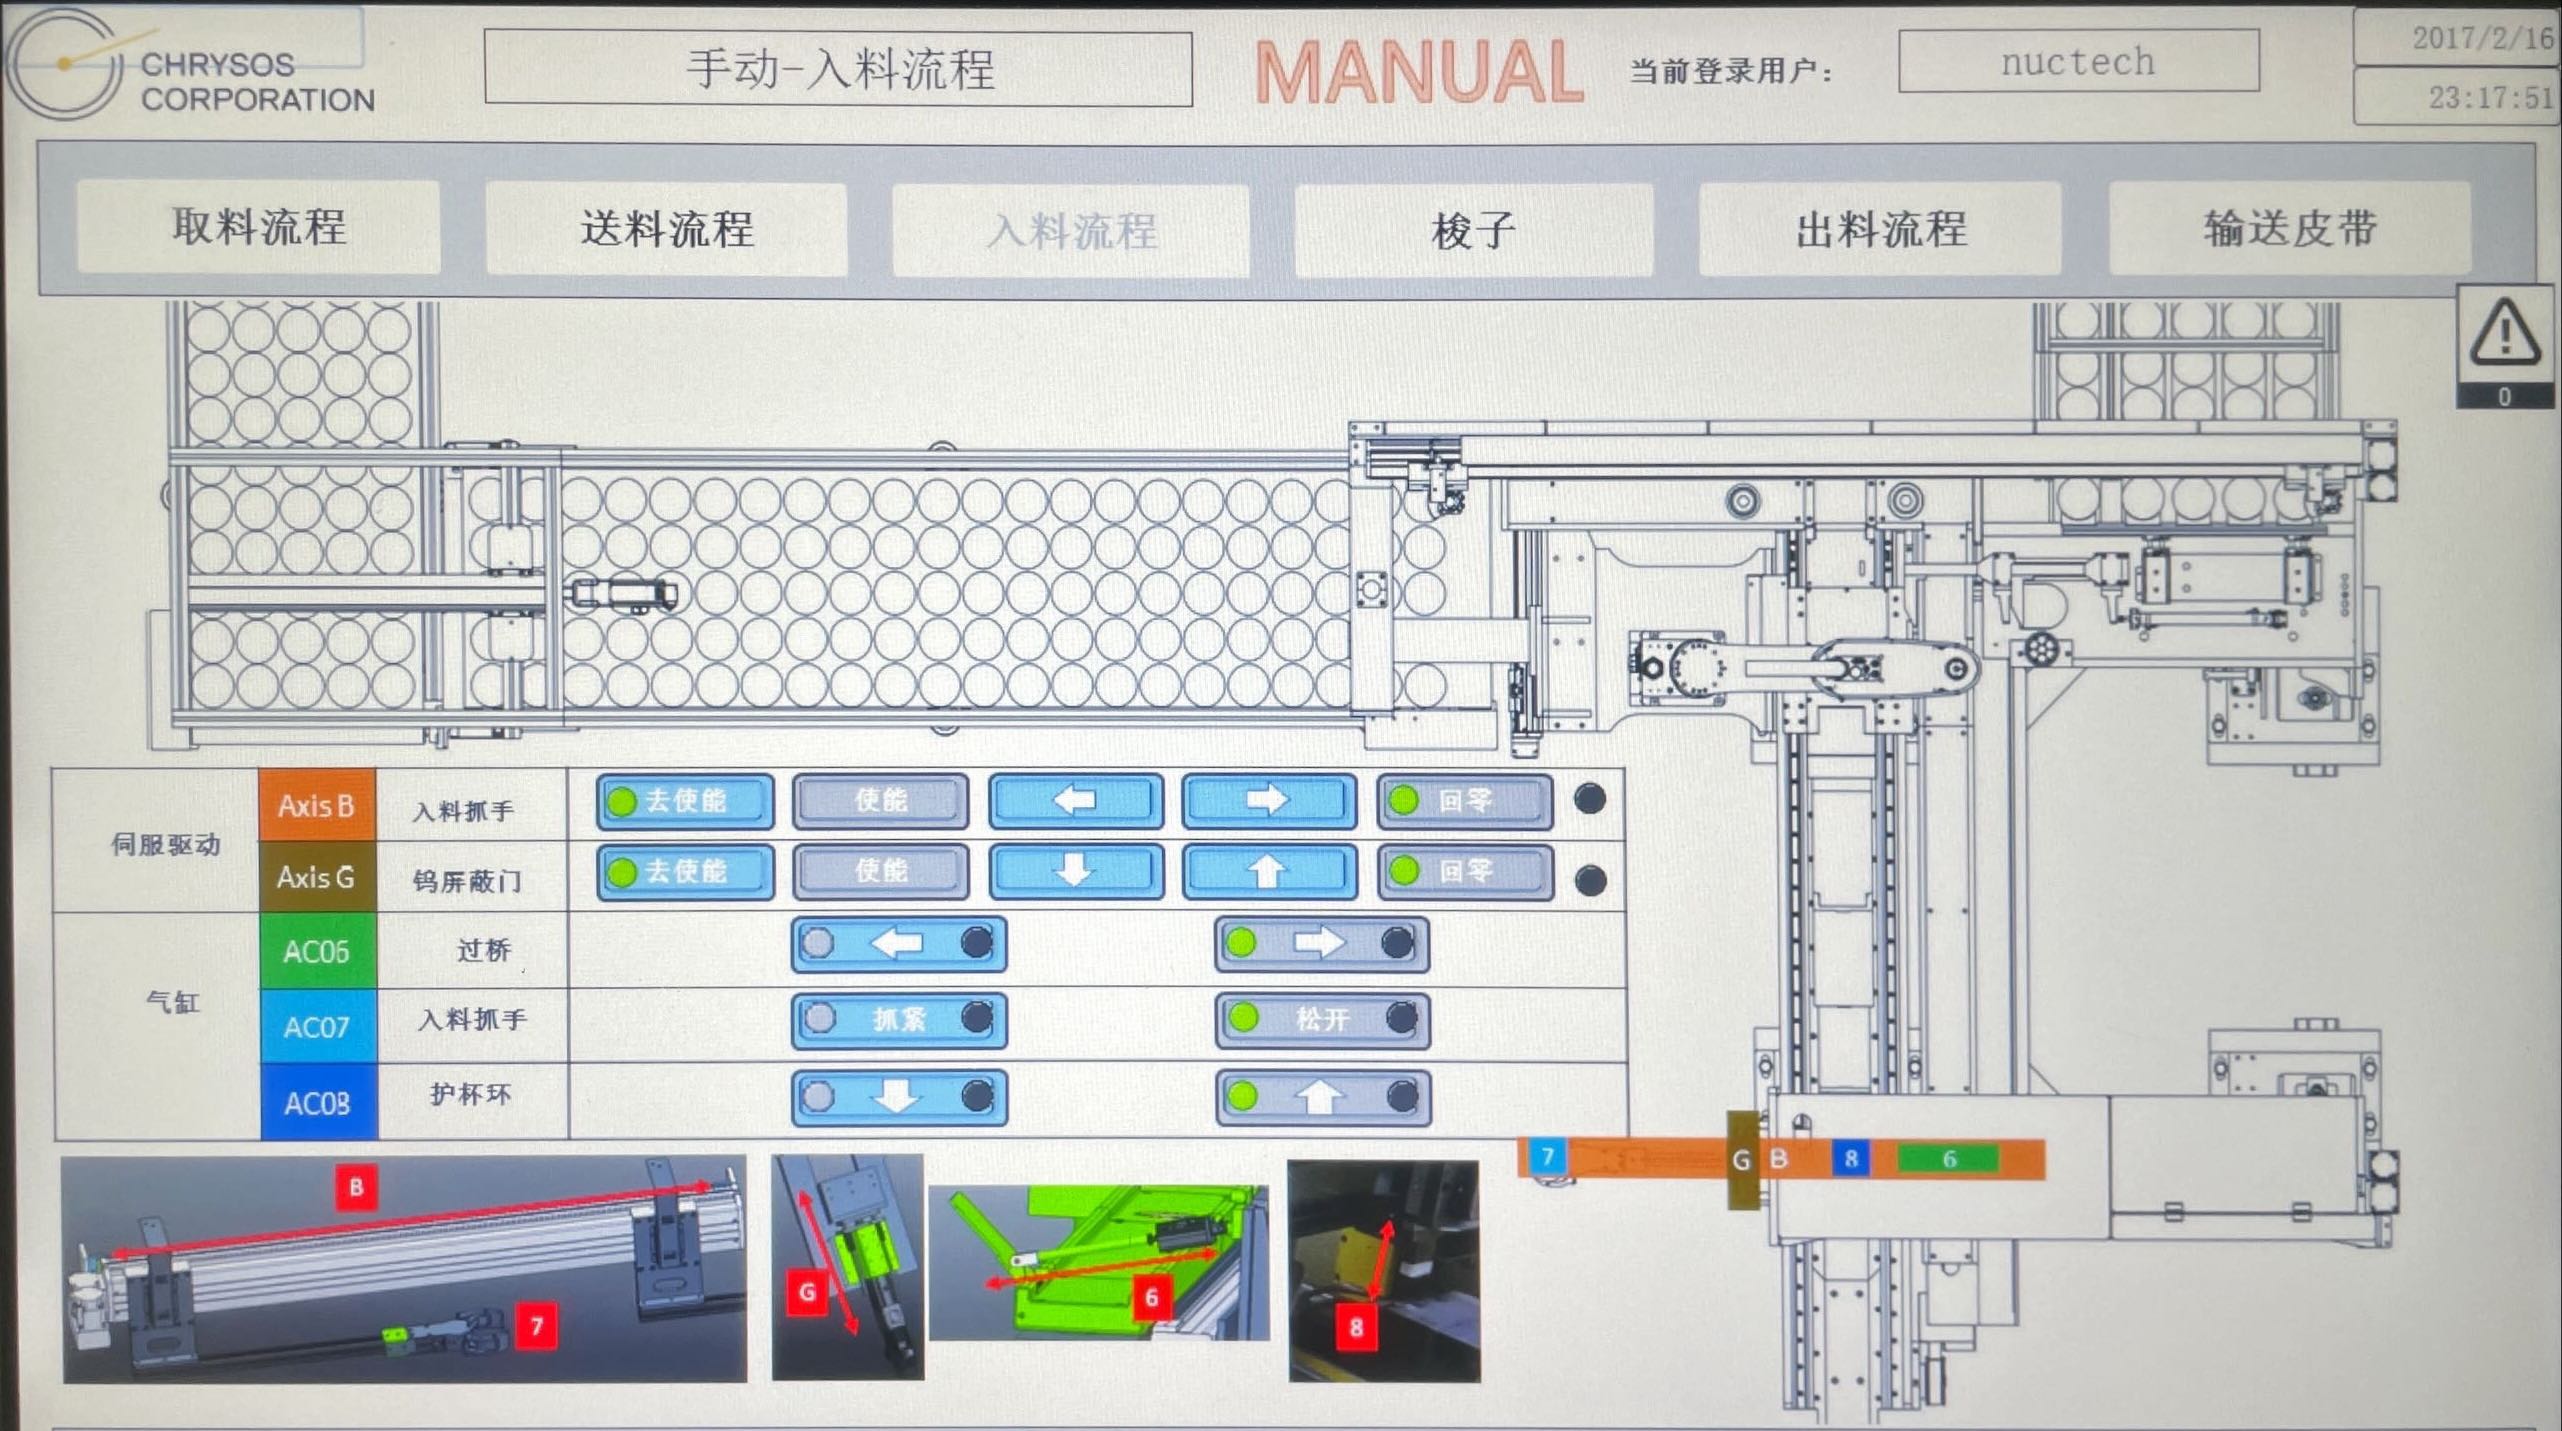 CHRYSOS
CORPORATION
手动-入料流程
MANUAL
当前登录用户:
nuctech
2017/2/16
23:17:51
取料流程
送料流程
入料流程
梭子
出料流程
输送皮带
0
伺服驱动
Axis B
入料抓手
去使能
使能
回零
Axis G
钨屏蔽门
去使能
使能
回零
气缸
AC06
过桥
AC07
入料抓手
抓紧
松开
AC08
护杯环
7
G
B
8
6
B
7
G
6
8